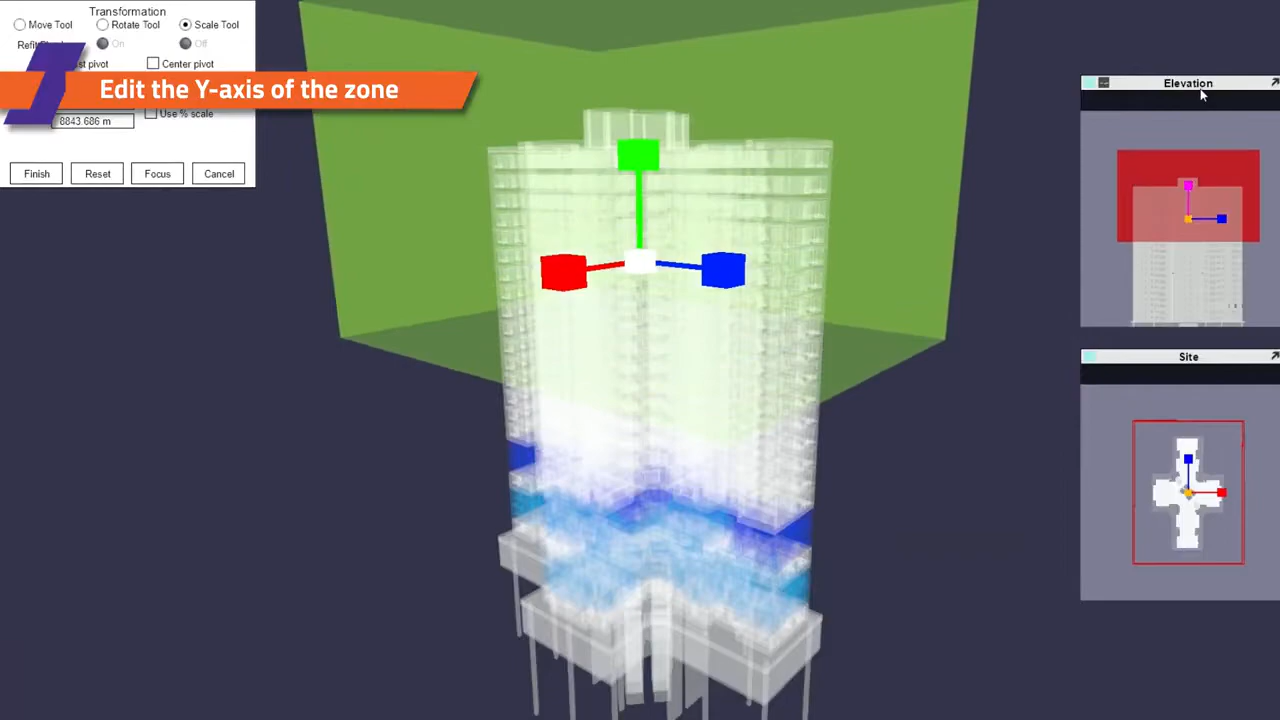 Transformation
Move Tool
Rotate Tool
Scale Tool
On
Off
pivot
Center pivot
Edit the Y-axis of the zone
Use % scale
8843.686 m
Finish
Reset
Focus
Cancel
Elevation
Site